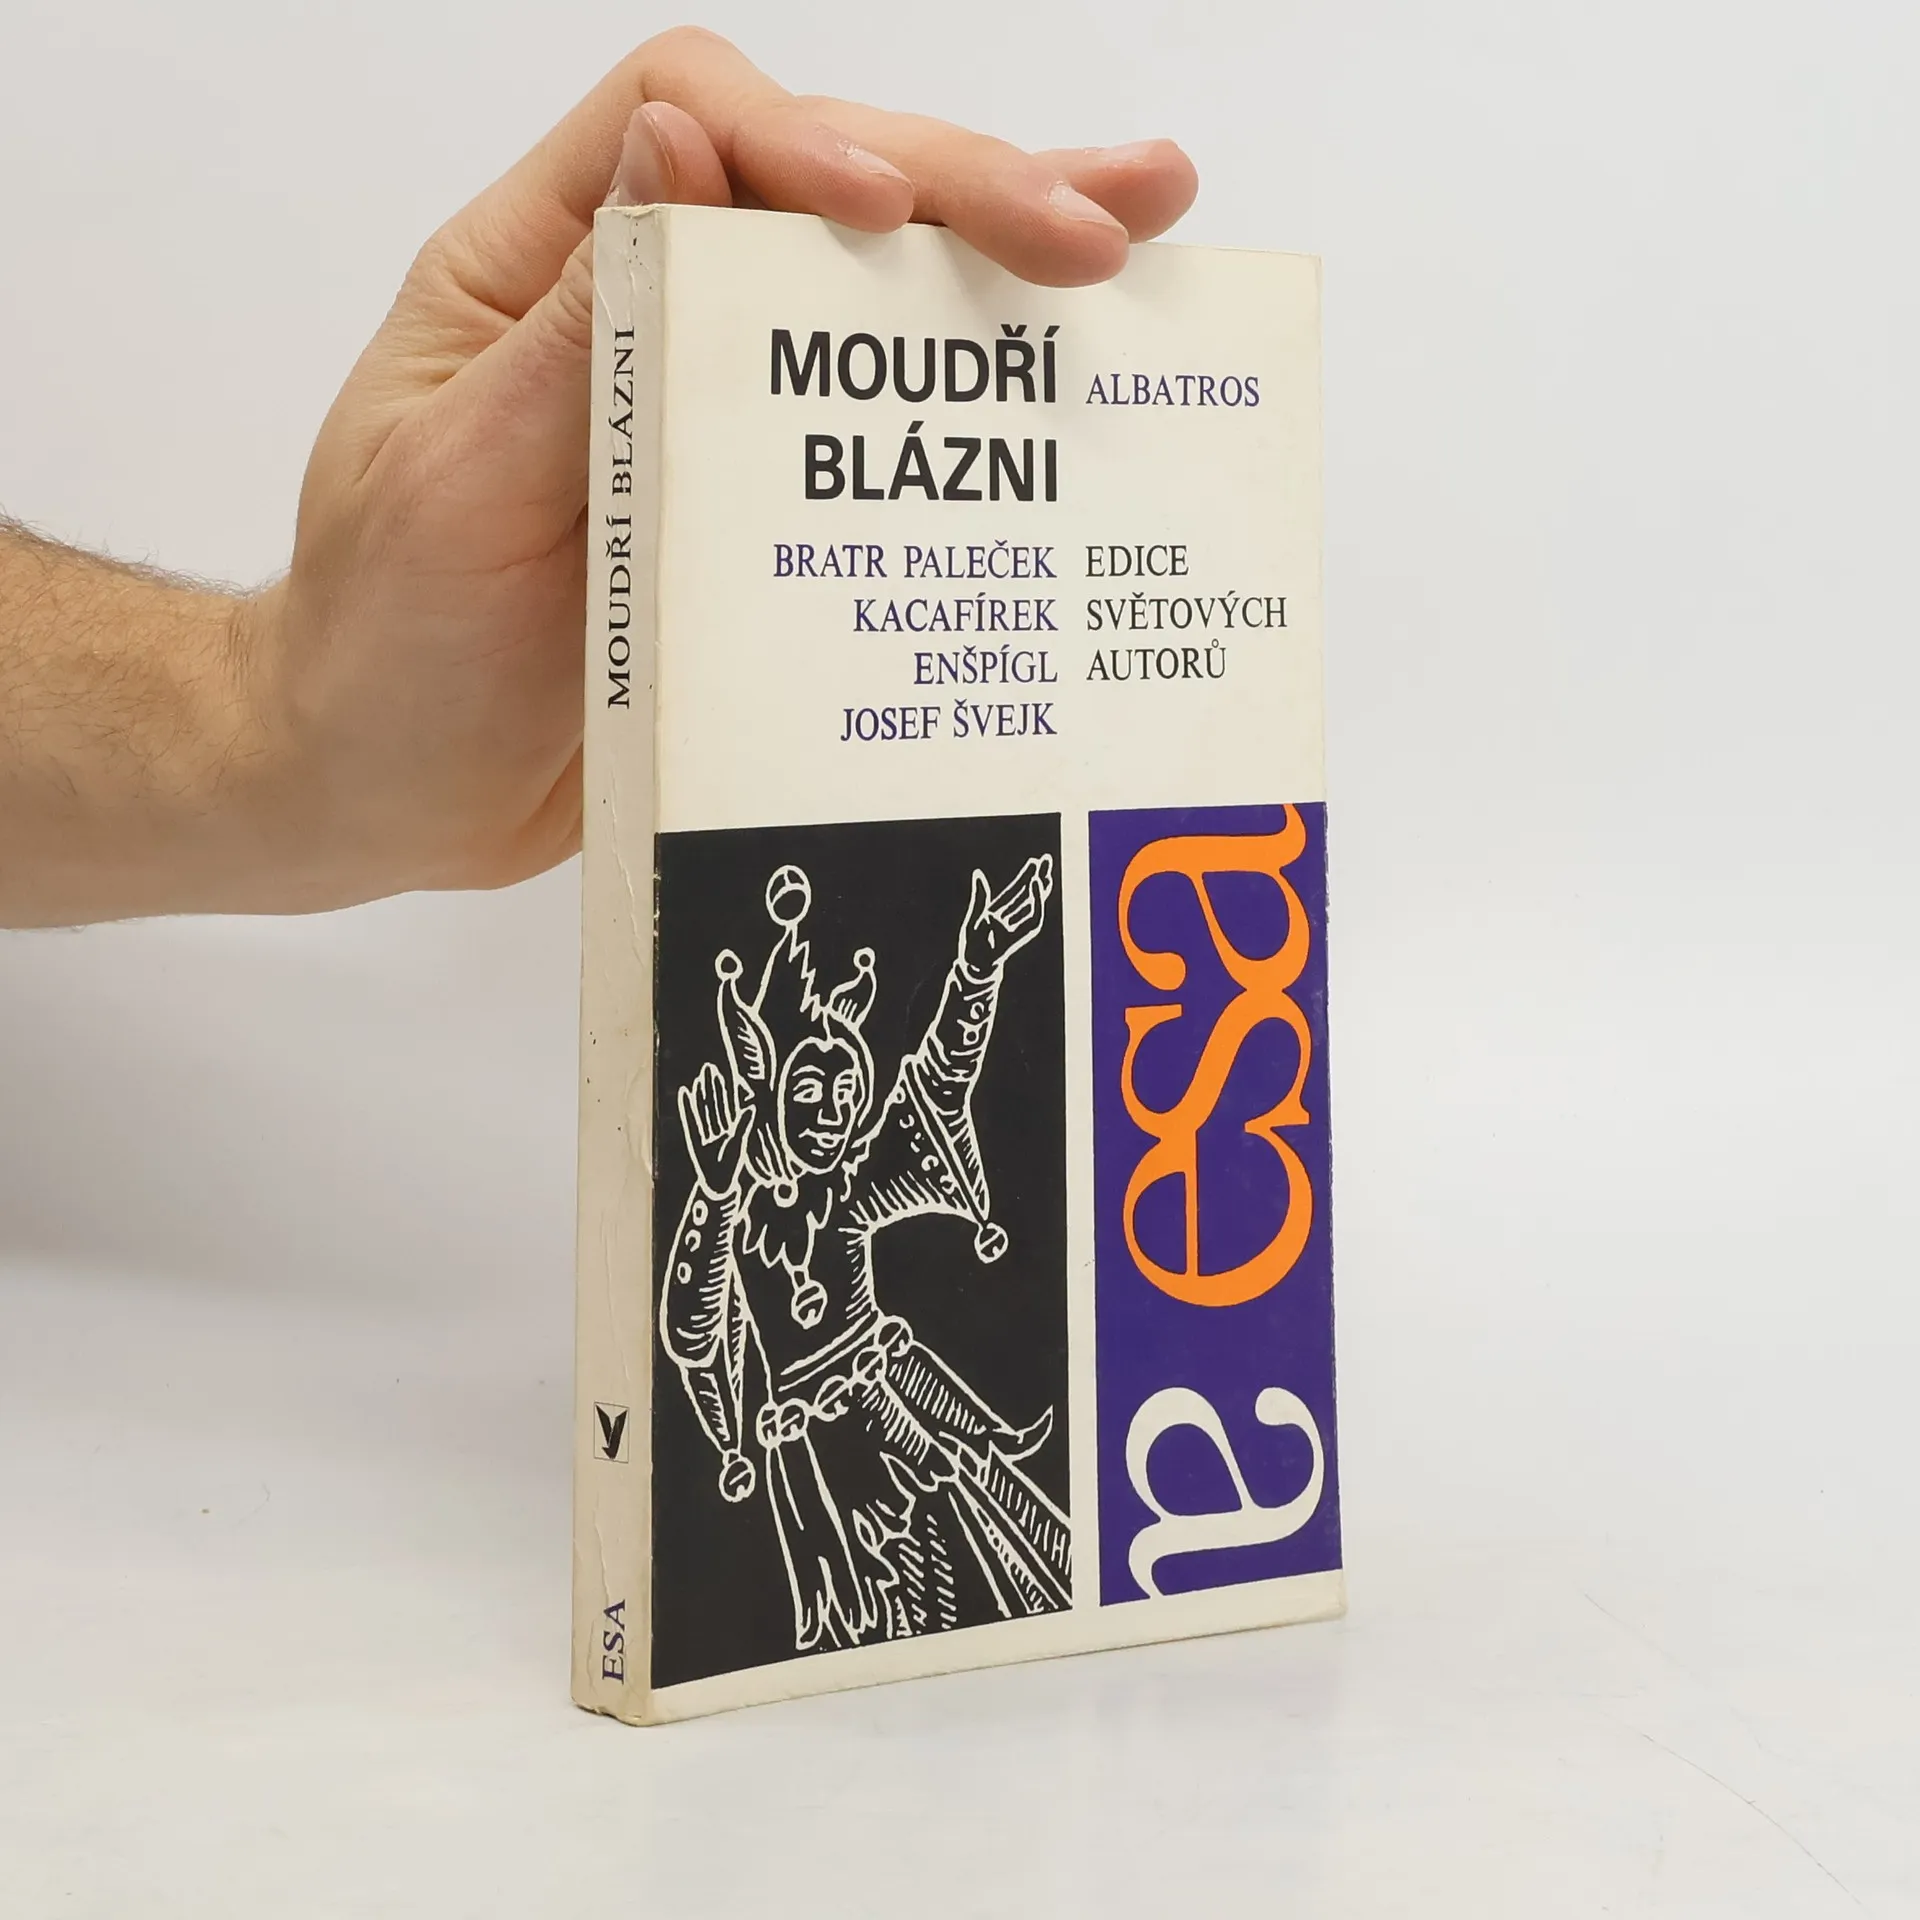 MOUDŘÍ
BLÁZNI
ALBATROS
BRATR PALEČEK
KACAFÍREK
ENŠPÍGL
JOSEF ŠVEJK
EDICE
SVĚTOVÝCH
AUTORŮ
esa
a
MOUDŘÍ BLÁZNI
ESA